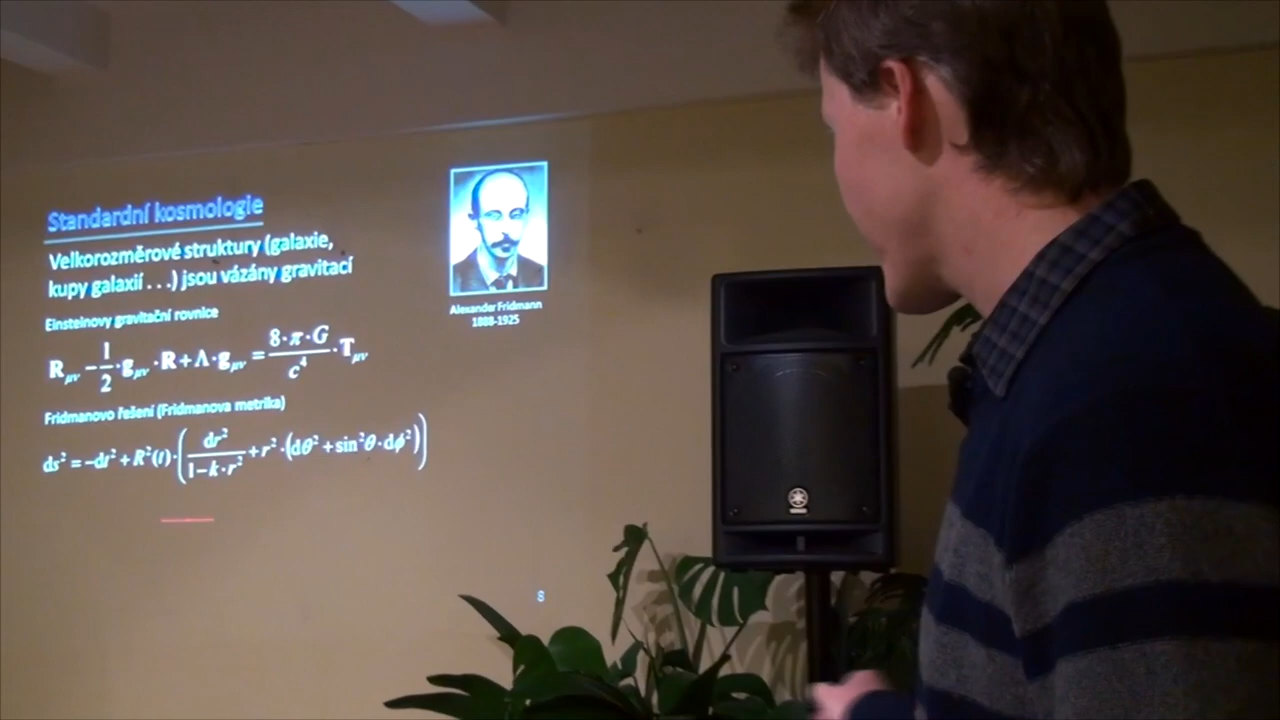 Standardní kosmologie
Velkorozměrové struktury (galaxie,
kupy galaxií . . .) jsou vázány gravitací
Einsteinovy gravitační rovnice
R_μν − 1/2 · g_μν · R + Λ · g_μν = 8 · π · G / c⁴ · T_μν
Fridmanovo řešení (Fridmanova metrika)
ds² = −dt² + R²(t) · ( dr² / 1 − k · r² + r² · (dθ² + sin²θ · dϕ²) )
Alexander Fridmann
1888-1925
8
YAMAHA